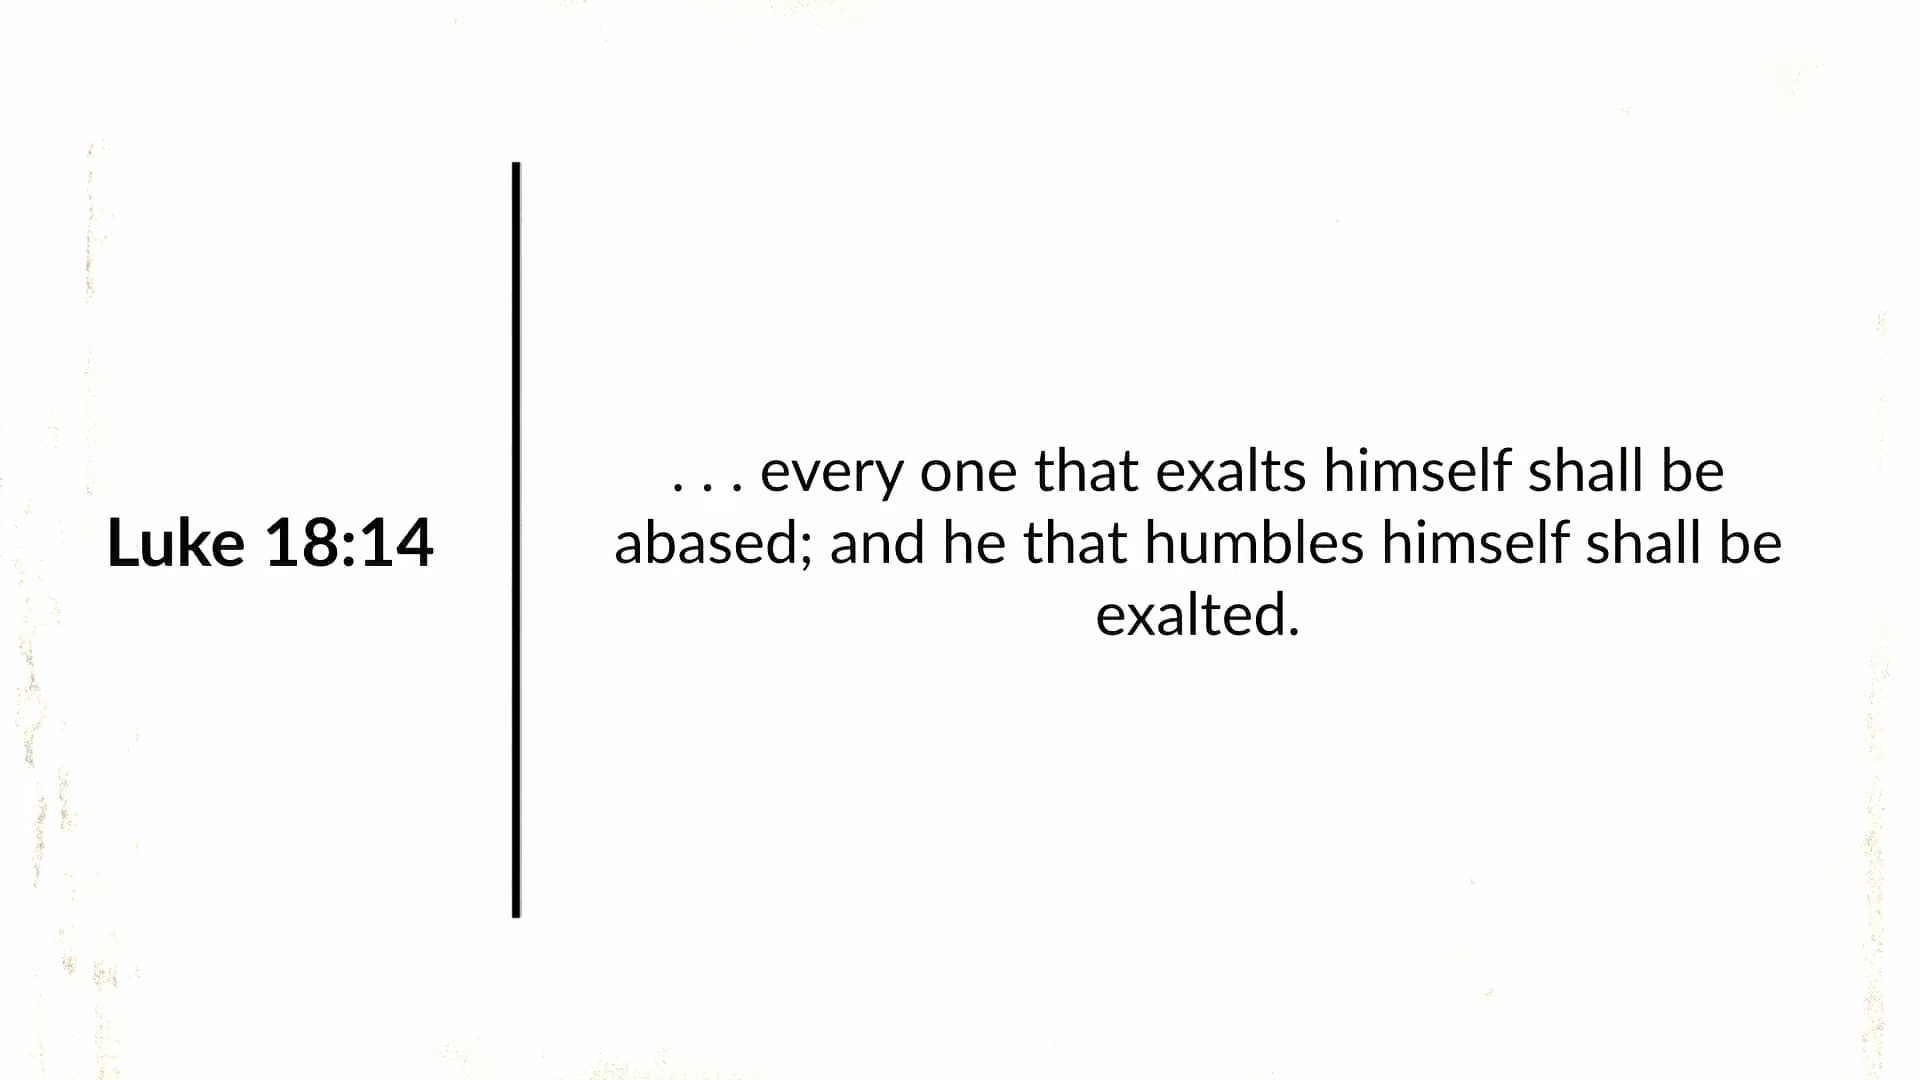 Luke 18:14
. . . every one that exalts himself shall be
abased; and he that humbles himself shall be
exalted.